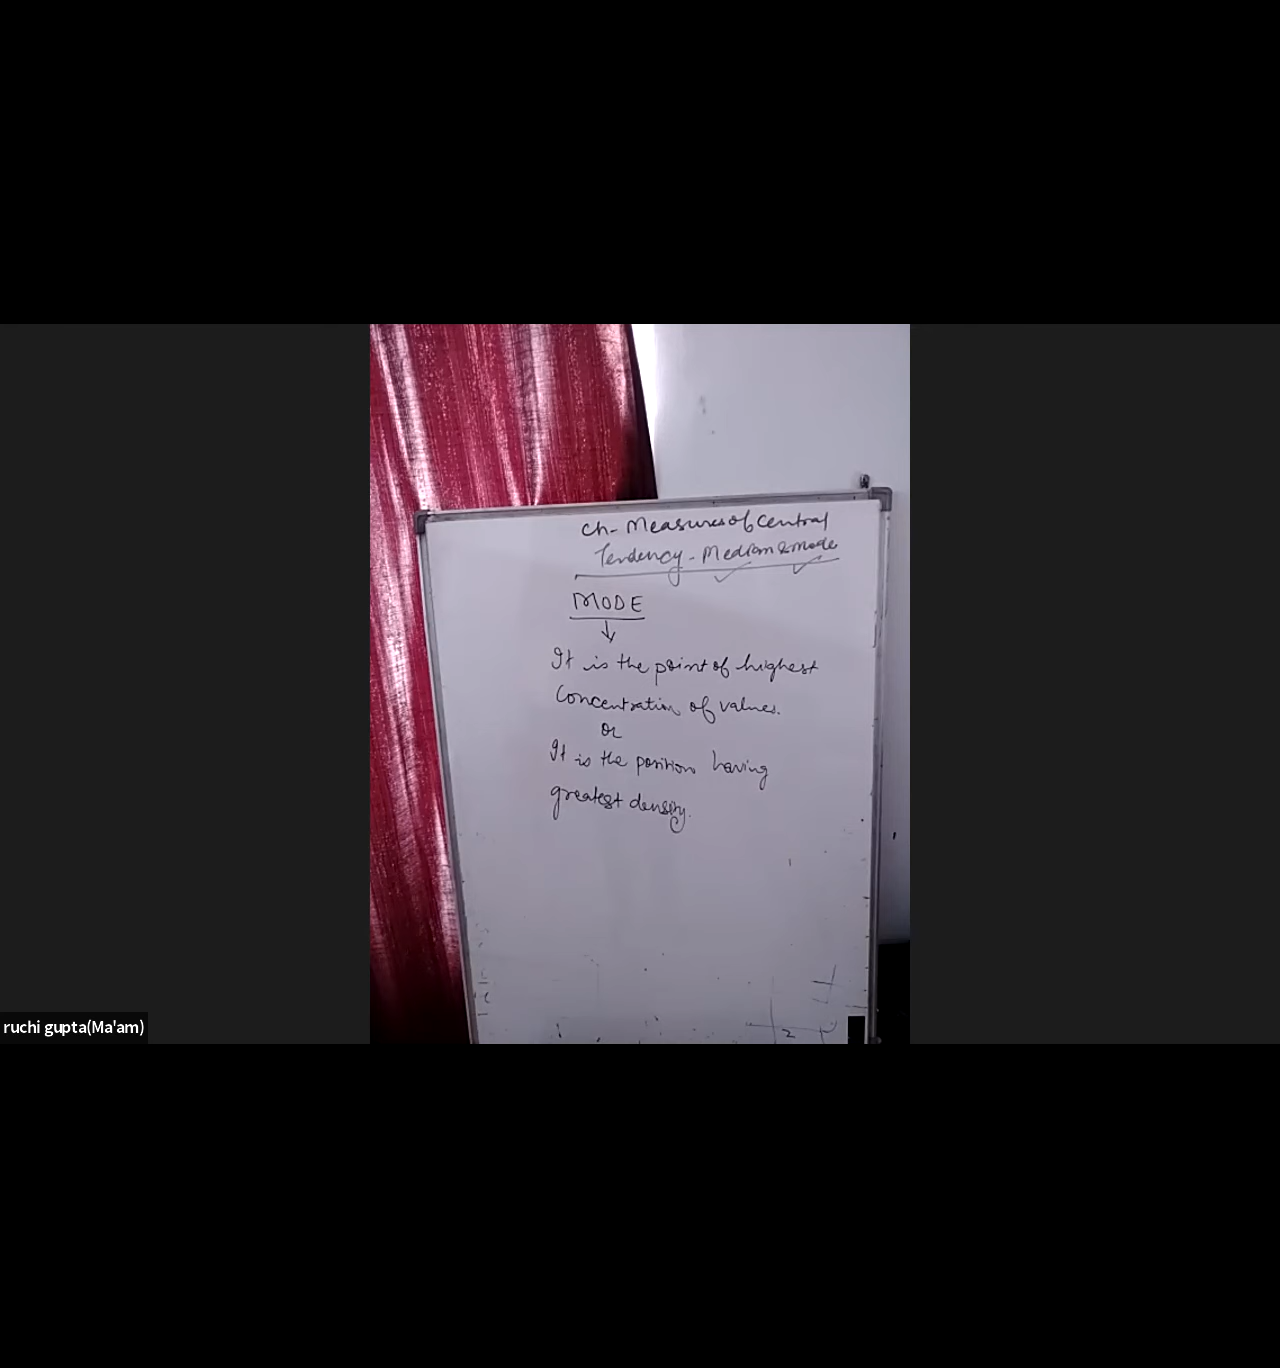 Ch- Measures of Central
Tendency - Median & Mode
MODE
It is the point of highest
Concentration of values.
or
It is the position having
greatest density.
2
ruchi gupta(Ma'am)